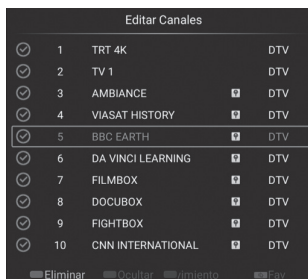 Editar Canales
1 TRT 4K DTV
2 TV 1 DTV
3 AMBIANCE DTV
4 VIASAT HISTORY DTV
5 BBC EARTH DTV
6 DA VINCI LEARNING DTV
7 FILMBOX DTV
8 DOCUBOX DTV
9 FIGHTBOX DTV
10 CNN INTERNATIONAL DTV
Eliminar Ocultar Fav